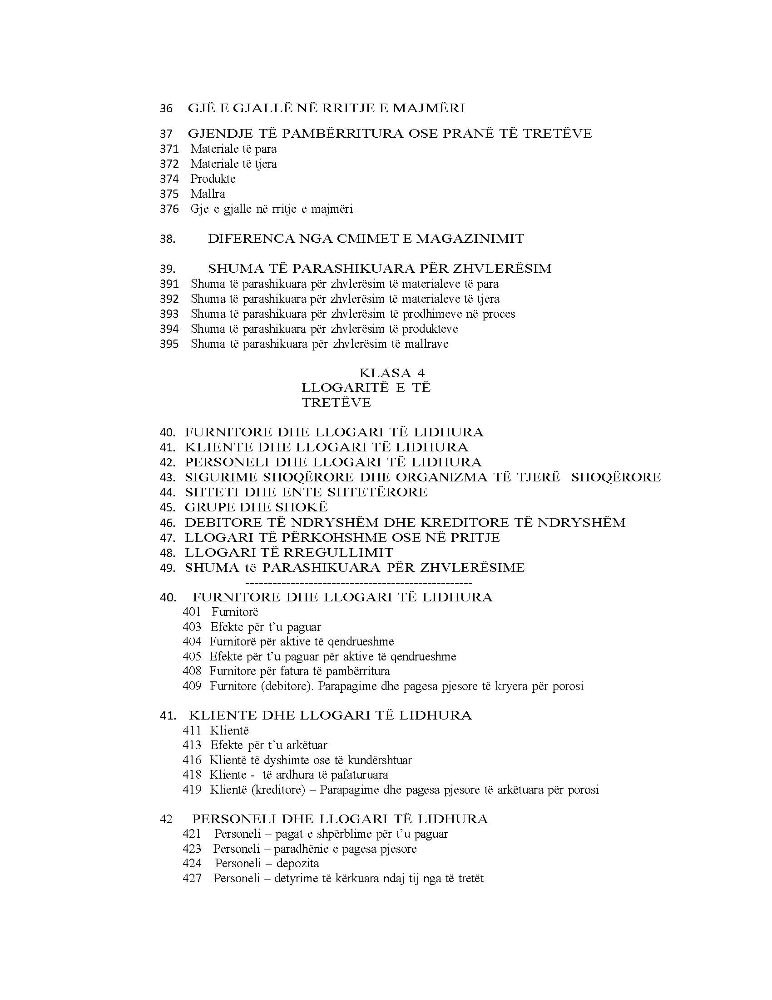 36 GJË E GJALLË NË RRITJE E MAJMËRI
37 GJENDJE TË PAMBËRRITURA OSE PRANË TË TRETËVE
371 Materiale të para
372 Materiale të tjera
374 Produkte
375 Mallra
376 Gje e gjalle në rritje e majmëri
38. DIFERENCA NGA CMIMET E MAGAZINIMIT
39. SHUMA TË PARASHIKUARA PËR ZHVLERËSIM
391 Shuma të parashikuara për zhvlerësim të materialeve të para
392 Shuma të parashikuara për zhvlerësim të materialeve të tjera
393 Shuma të parashikuara për zhvlerësim të prodhimeve në proces
394 Shuma të parashikuara për zhvlerësim të produkteve
395 Shuma të parashikuara për zhvlerësim të mallrave
KLASA 4
LLOGARITË E TË
TRETËVE
40. FURNITORE DHE LLOGARI TË LIDHURA
41. KLIENTE DHE LLOGARI TË LIDHURA
42. PERSONELI DHE LLOGARI TË LIDHURA
43. SIGURIME SHOQËRORE DHE ORGANIZMA TË TJERË SHOQËRORE
44. SHTETI DHE ENTE SHTETËRORE
45. GRUPE DHE SHOKË
46. DEBITORE TË NDRYSHËM DHE KREDITORE TË NDRYSHËM
47. LLOGARI TË PËRKOHSHME OSE NË PRITJE
48. LLOGARI TË RREGULLIMIT
49. SHUMA të PARASHIKUARA PËR ZHVLERËSIME
--------------------------------------------------
40. FURNITORE DHE LLOGARI TË LIDHURA
401 Furnitorë
403 Efekte për t’u paguar
404 Furnitorë për aktive të qendrueshme
405 Efekte për t’u paguar për aktive të qendrueshme
408 Furnitore për fatura të pambërritura
409 Furnitore (debitore). Parapagime dhe pagesa pjesore të kryera për porosi
41. KLIENTE DHE LLOGARI TË LIDHURA
411 Klientë
413 Efekte për t’u arkëtuar
416 Klientë të dyshimte ose të kundërshtuar
418 Kliente - të ardhura të pafaturuara
419 Klientë (kreditore) – Parapagime dhe pagesa pjesore të arkëtuara për porosi
42 PERSONELI DHE LLOGARI TË LIDHURA
421 Personeli – pagat e shpërblime për t’u paguar
423 Personeli – paradhënie e pagesa pjesore
424 Personeli – depozita
427 Personeli – detyrime të kërkuara ndaj tij nga të tretët